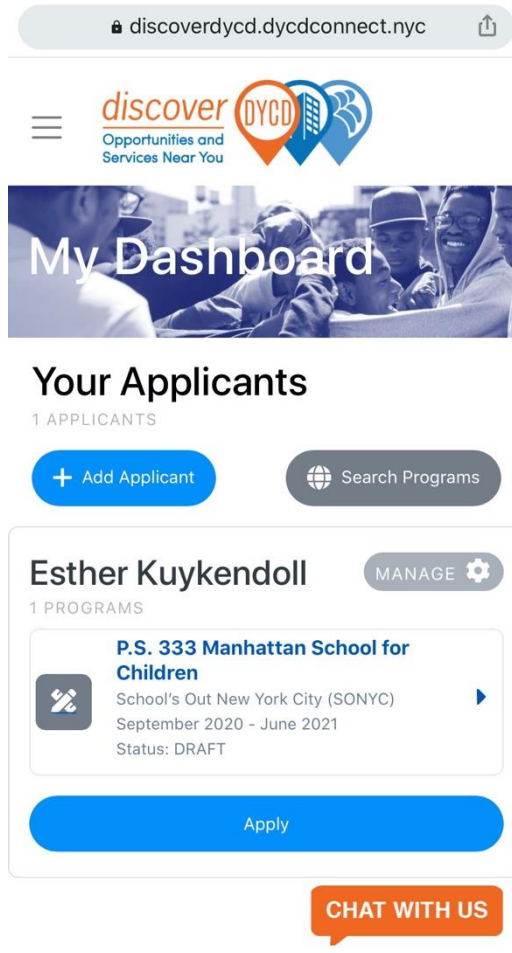 discoverdycd.dycdconnect.nyc
discover
DYCD
Opportunities and
Services Near You
My Dashboard
Your Applicants
1 APPLICANTS
+ Add Applicant
Search Programs
Esther Kuykendoll
MANAGE
1 PROGRAMS
P.S. 333 Manhattan School for
Children
School's Out New York City (SONYC)
September 2020 - June 2021
Status: DRAFT
Apply
CHAT WITH US